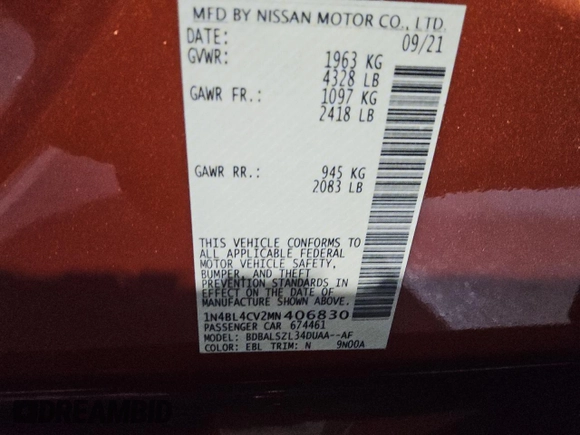 MFD BY NISSAN MOTOR CO., LTD.
DATE: 09/21
GVWR: 1963 KG
4328 LB
GAWR FR.: 1097 KG
2418 LB
GAWR RR.: 945 KG
2083 LB
THIS VEHICLE CONFORMS TO
ALL APPLICABLE FEDERAL
MOTOR VEHICLE SAFETY,
BUMPER, AND THEFT
PREVENTION STANDARDS IN
EFFECT ON THE DATE OF
MANUFACTURE SHOWN ABOVE.
1N4BL4CV2MN406830
PASSENGER CAR 674461
MODEL: BDBALSZL34DUAA--AF
COLOR: EBL TRIM: N 9N00A
DREAMBID